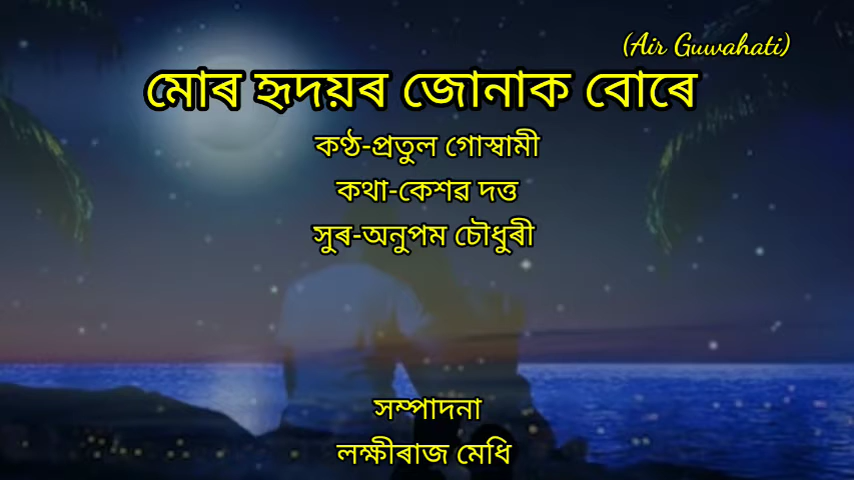 (Air Guwahati)
মোৰ হৃদয়ৰ জোনাক বোৰে
কণ্ঠ-প্ৰতুল গোস্বামী
কথা-কেশৱ দত্ত
সুৰ-অনুপম চৌধুৰী
সম্পাদনা
লক্ষীৰাজ মেধি